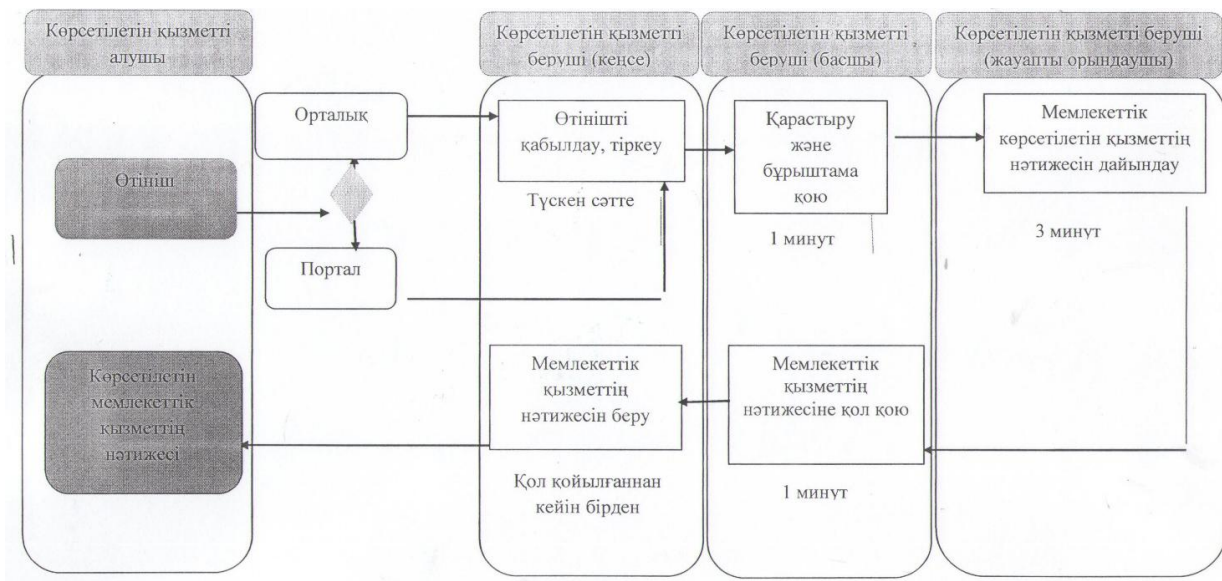 Көрсетілетін қызметті
алушы
Көрсетілетін қызметті
беруші (кеңсе)
Көрсетілетін қызметті
беруші (басшы)
Көрсетілетін қызметті беруші
(жауапты орындаушы)
Өтініш
Орталық
Портал
Өтінішті
қабылдау, тіркеу
Түскен сәтте
Қарастыру
және
бұрыштама
қою
1 минут
Мемлекеттік
көрсетілетін қызметтің
нәтижесін дайындау
3 минут
Көрсетілетін
мемлекеттік
қызметтің
нәтижесі
Мемлекеттік
қызметтің
нәтижесін беру
Қол қойылғаннан
кейін бірден
Мемлекеттік
қызметтің
нәтижесіне қол қою
1 минут